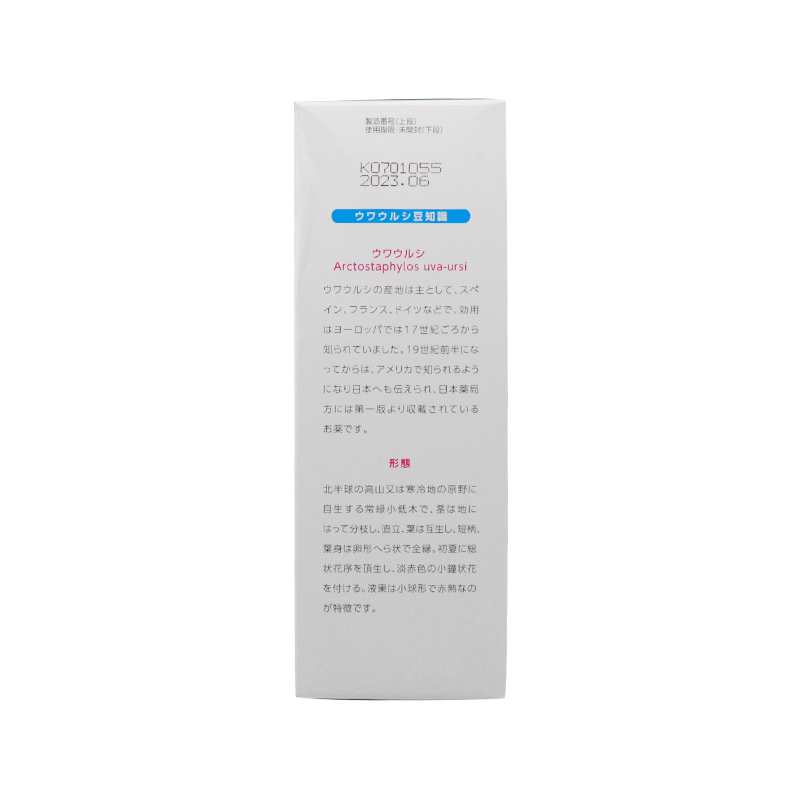 製造番号(上段)
使用期限・未開封(下段)
K0701055
2023.06
ウワウルシ豆知識
ウワウルシ
Arctostaphylos uva-ursi
ウワウルシの産地は主として、スペ
イン、フランス、ドイツなどで、効用
はヨーロッパでは17世紀ごろから
知られていました。19世紀前半にな
ってからは、アメリカで知られるよう
になり日本へも伝えられ、日本薬局
方には第一版より収載されている
お薬です。
形態
北半球の高山又は寒冷地の原野に
自生する常緑小低木で、茎は地に
はって分枝し、直立、葉は互生し、短柄、
葉身は卵形へら状で全縁。初夏に総
状花序を頂生し、淡赤色の小鐘状花
を付ける。液果は小球形で赤熟なの
が特徴です。